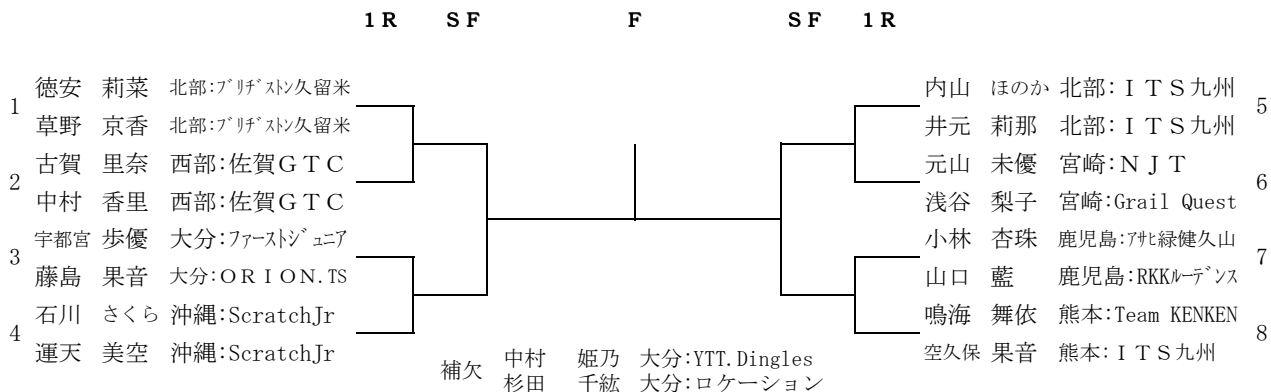 1R SF F SF 1R
1 徳安 莉菜 北部:ブリヂストン久留米
草野 京香 北部:ブリヂストン久留米
2 古賀 里奈 西部:佐賀GTC
中村 香里 西部:佐賀GTC
3 宇都宮 歩優 大分:ファーストジュニア
藤島 果音 大分:ORION.TS
4 石川 さくら 沖縄:ScratchJr
運天 美空 沖縄:ScratchJr
内山 ほのか 北部:ITS九州 5
井元 莉那 北部:ITS九州
元山 未優 宮崎:NJT 6
浅谷 梨子 宮崎:Grail Quest
小林 杏珠 鹿児島:アサヒ緑健久山 7
山口 藍 鹿児島:RKKルーデンス
鳴海 舞依 熊本:Team KENKEN 8
空久保 果音 熊本:ITS九州
補欠 中村 姫乃 大分:YTT.Dingles
杉田 千紘 大分:ロケーション